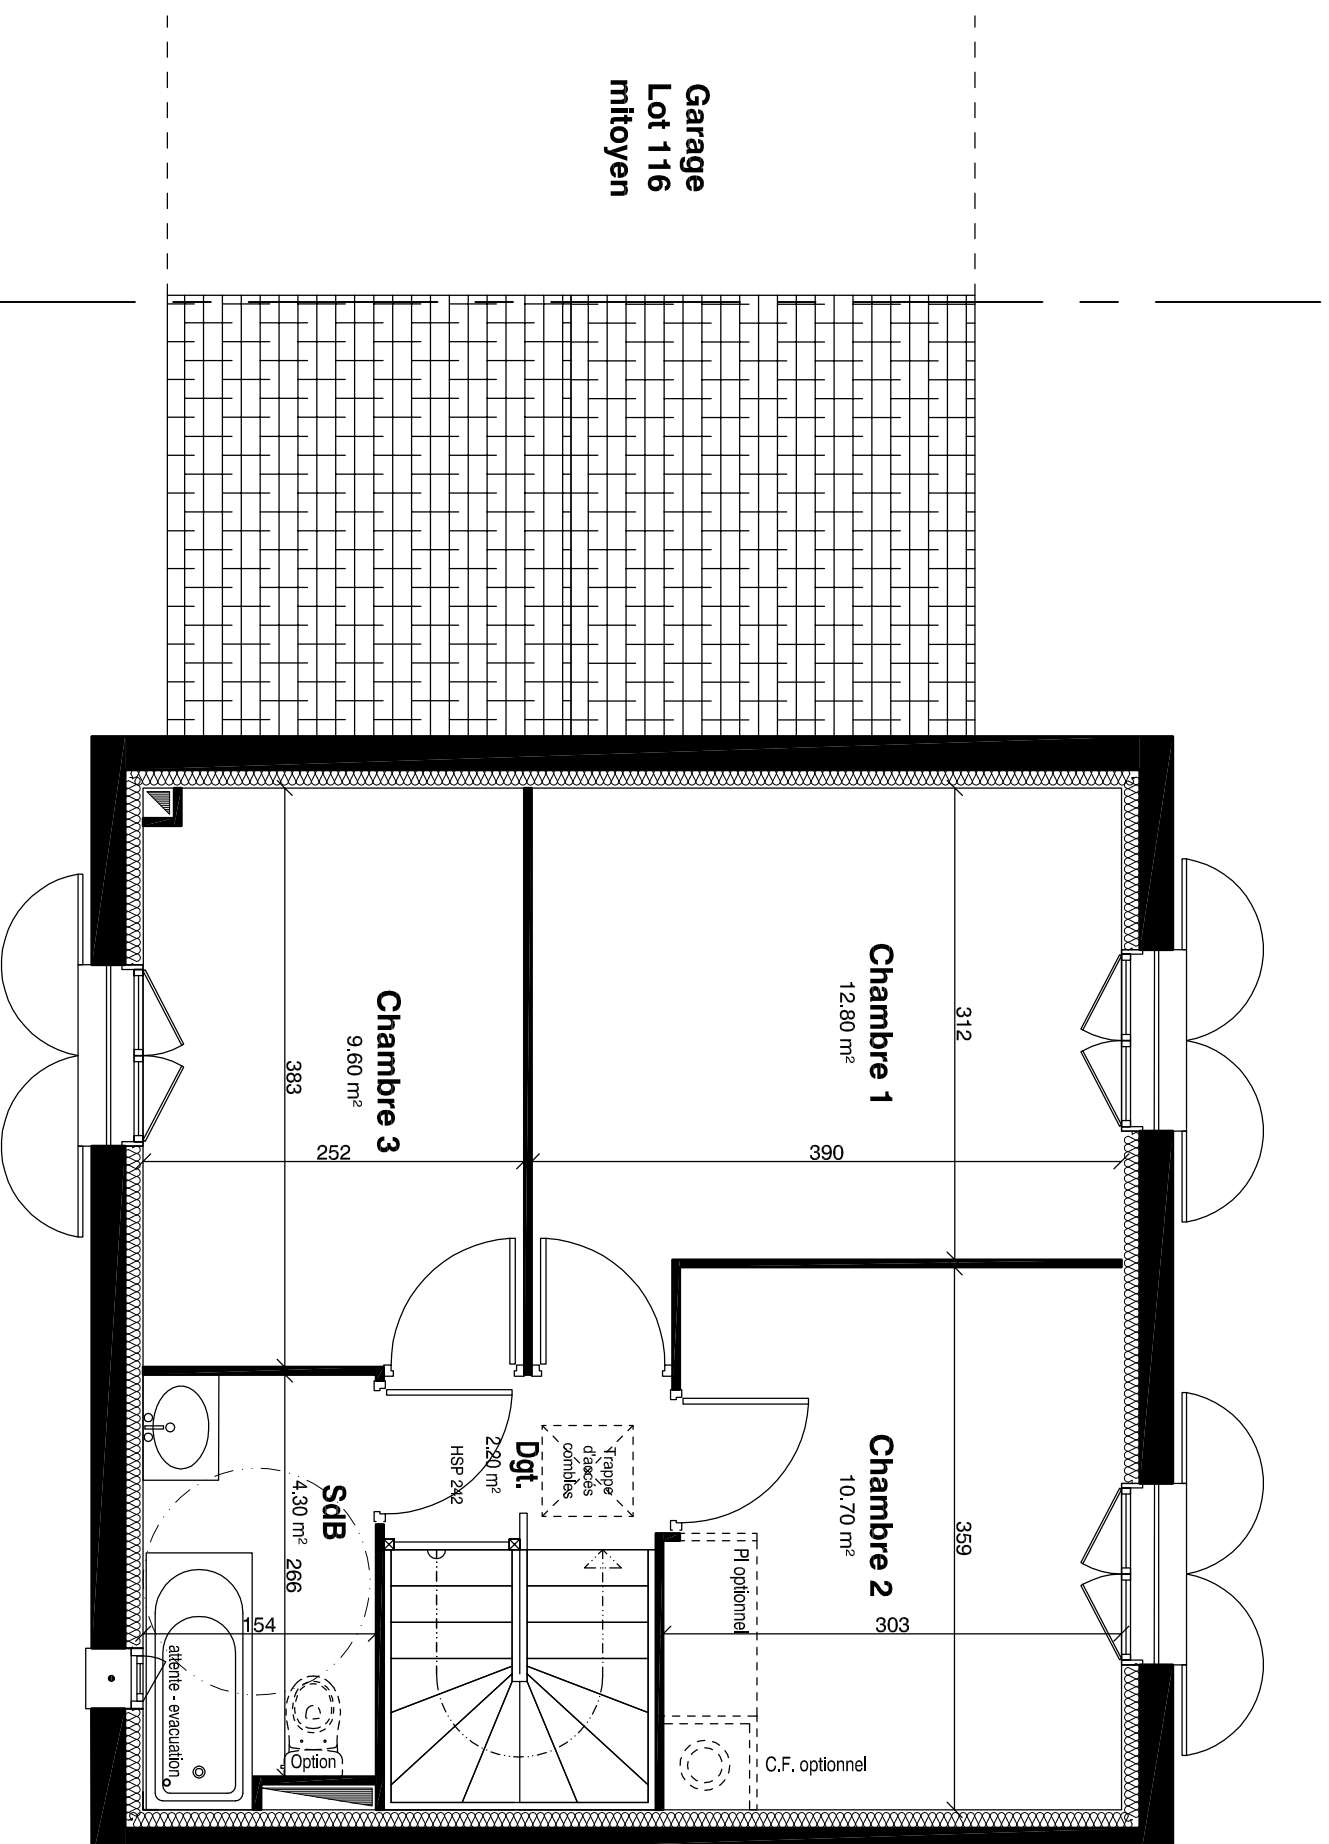 Garage
Lot 116
mitoyen
Chambre 1
12.80 m²
312
390
Chambre 3
9.60 m²
383
252
Chambre 2
10.70 m²
359
303
Pl optionnel
C.F. optionnel
Trappe
d'accés
combles
Dgt.
2.20 m²
HSP 242
SdB
4.30 m²
266
154
attente - evacuation
Option